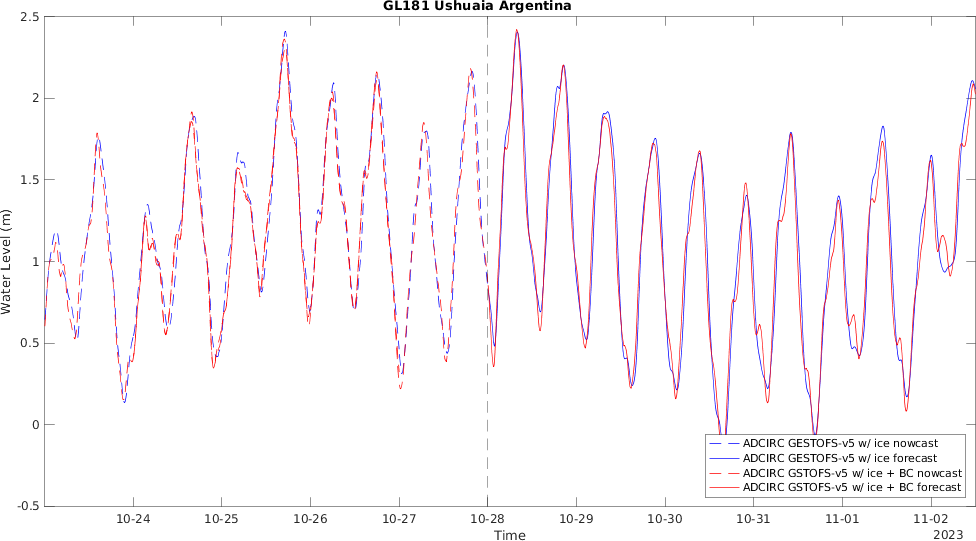 GL181 Ushuaia Argentina
2.5
2
1.5
1
0.5
0
-0.5
Water Level (m)
ADCIRC GESTOFS-v5 w/ ice nowcast
ADCIRC GESTOFS-v5 w/ ice forecast
ADCIRC GSTOFS-v5 w/ ice + BC nowcast
ADCIRC GSTOFS-v5 w/ ice + BC forecast
10-24 10-25 10-26 10-27 10-28 10-29 10-30 10-31 11-01 11-02
Time
2023